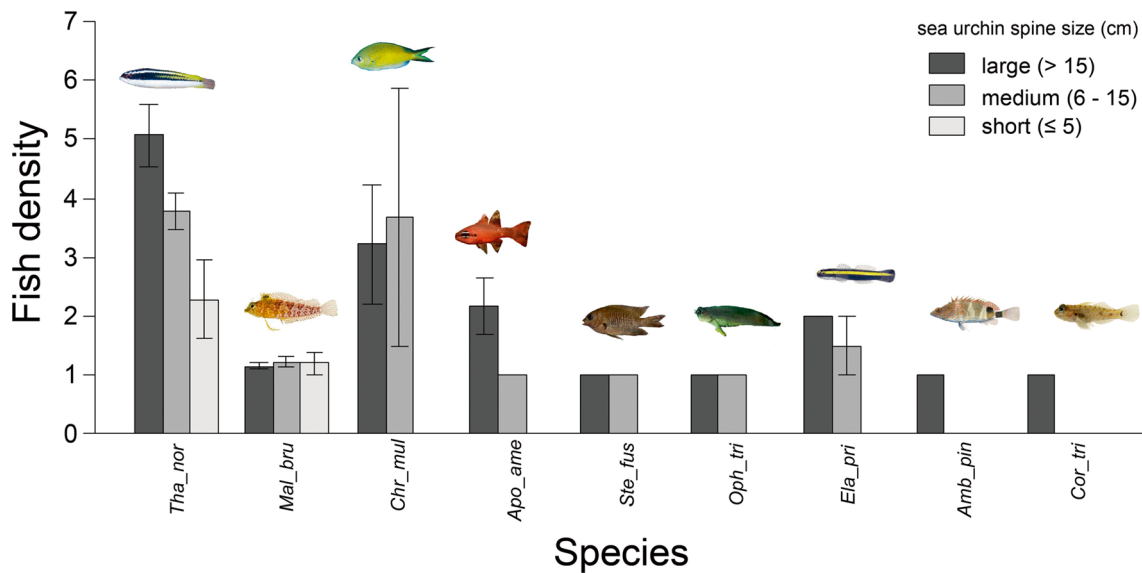 sea urchin spine size (cm)
large (> 15)
medium (6 - 15)
short (≤ 5)
Fish density
7
6
5
4
3
2
1
0
Tha_nor
Mal_bru
Chr_mul
Apo_ame
Ste_fus
Oph_tri
Ela_pri
Amb_pin
Cor_tri
Species